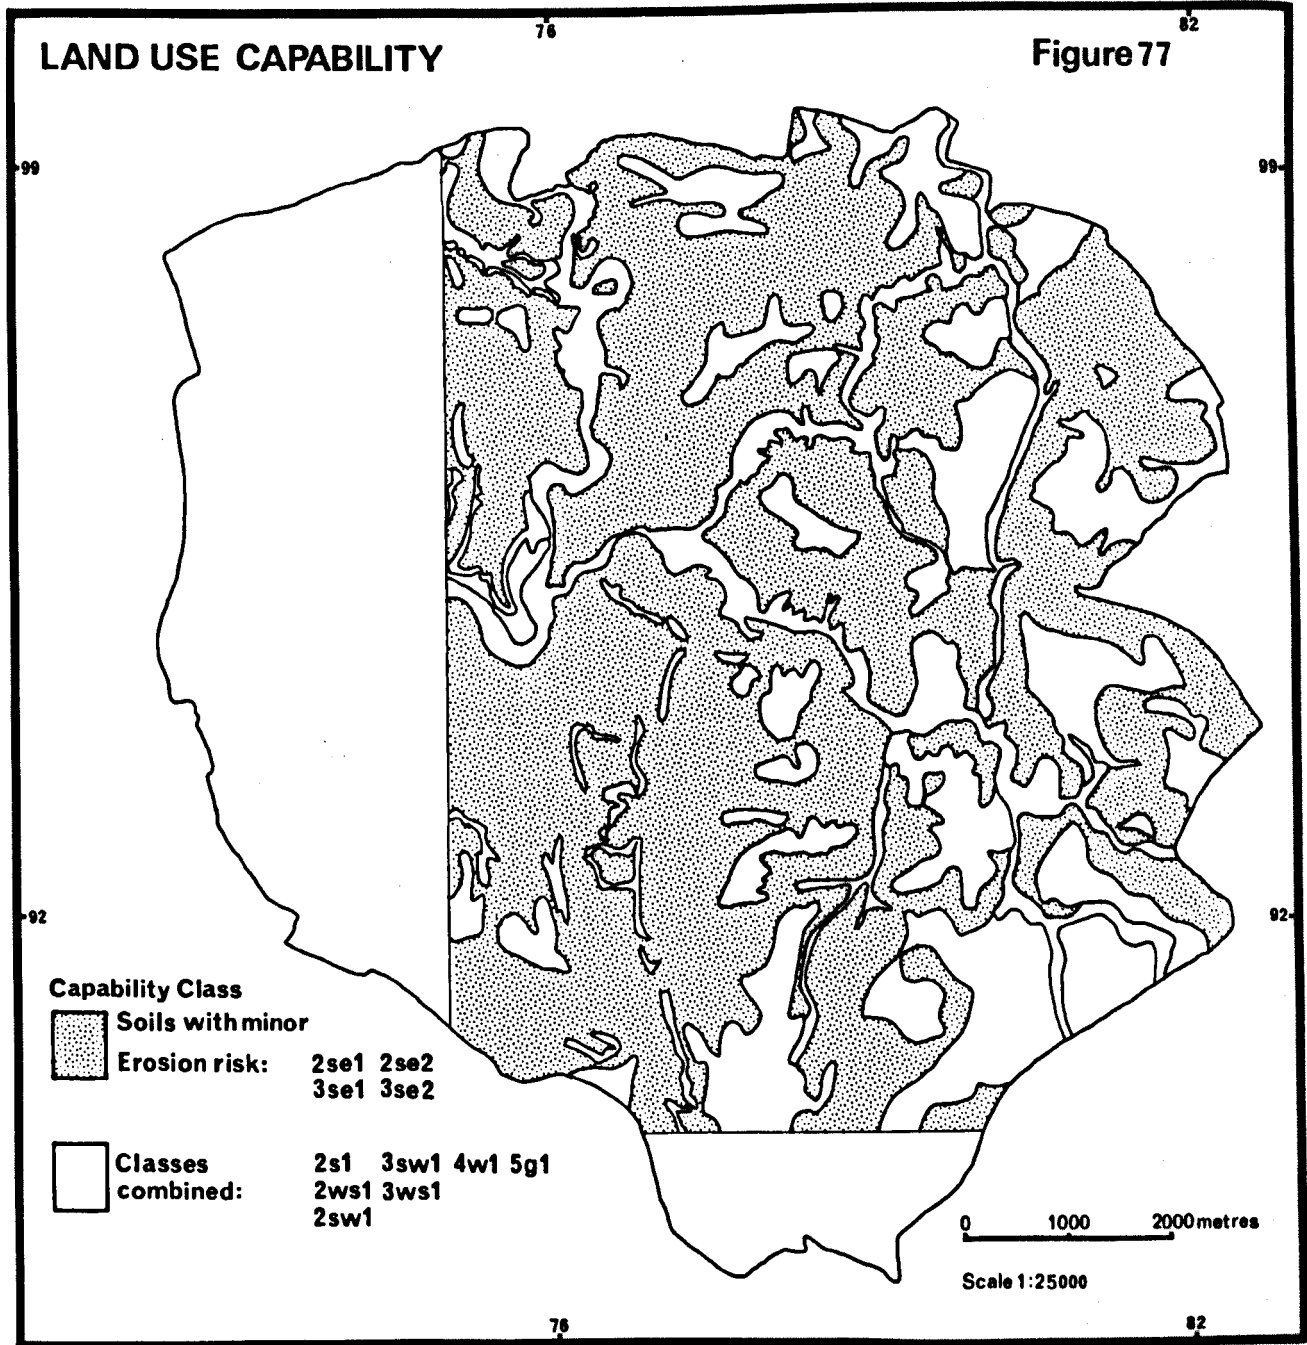 76 82
LAND USE CAPABILITY Figure 77
99 99
92 92
Capability Class
Soils with minor
Erosion risk: 2se1 2se2
3se1 3se2
Classes 2s1 3sw1 4w1 5g1
combined: 2ws1 3ws1
2sw1
0 1000 2000 metres
Scale 1:25000
76 82